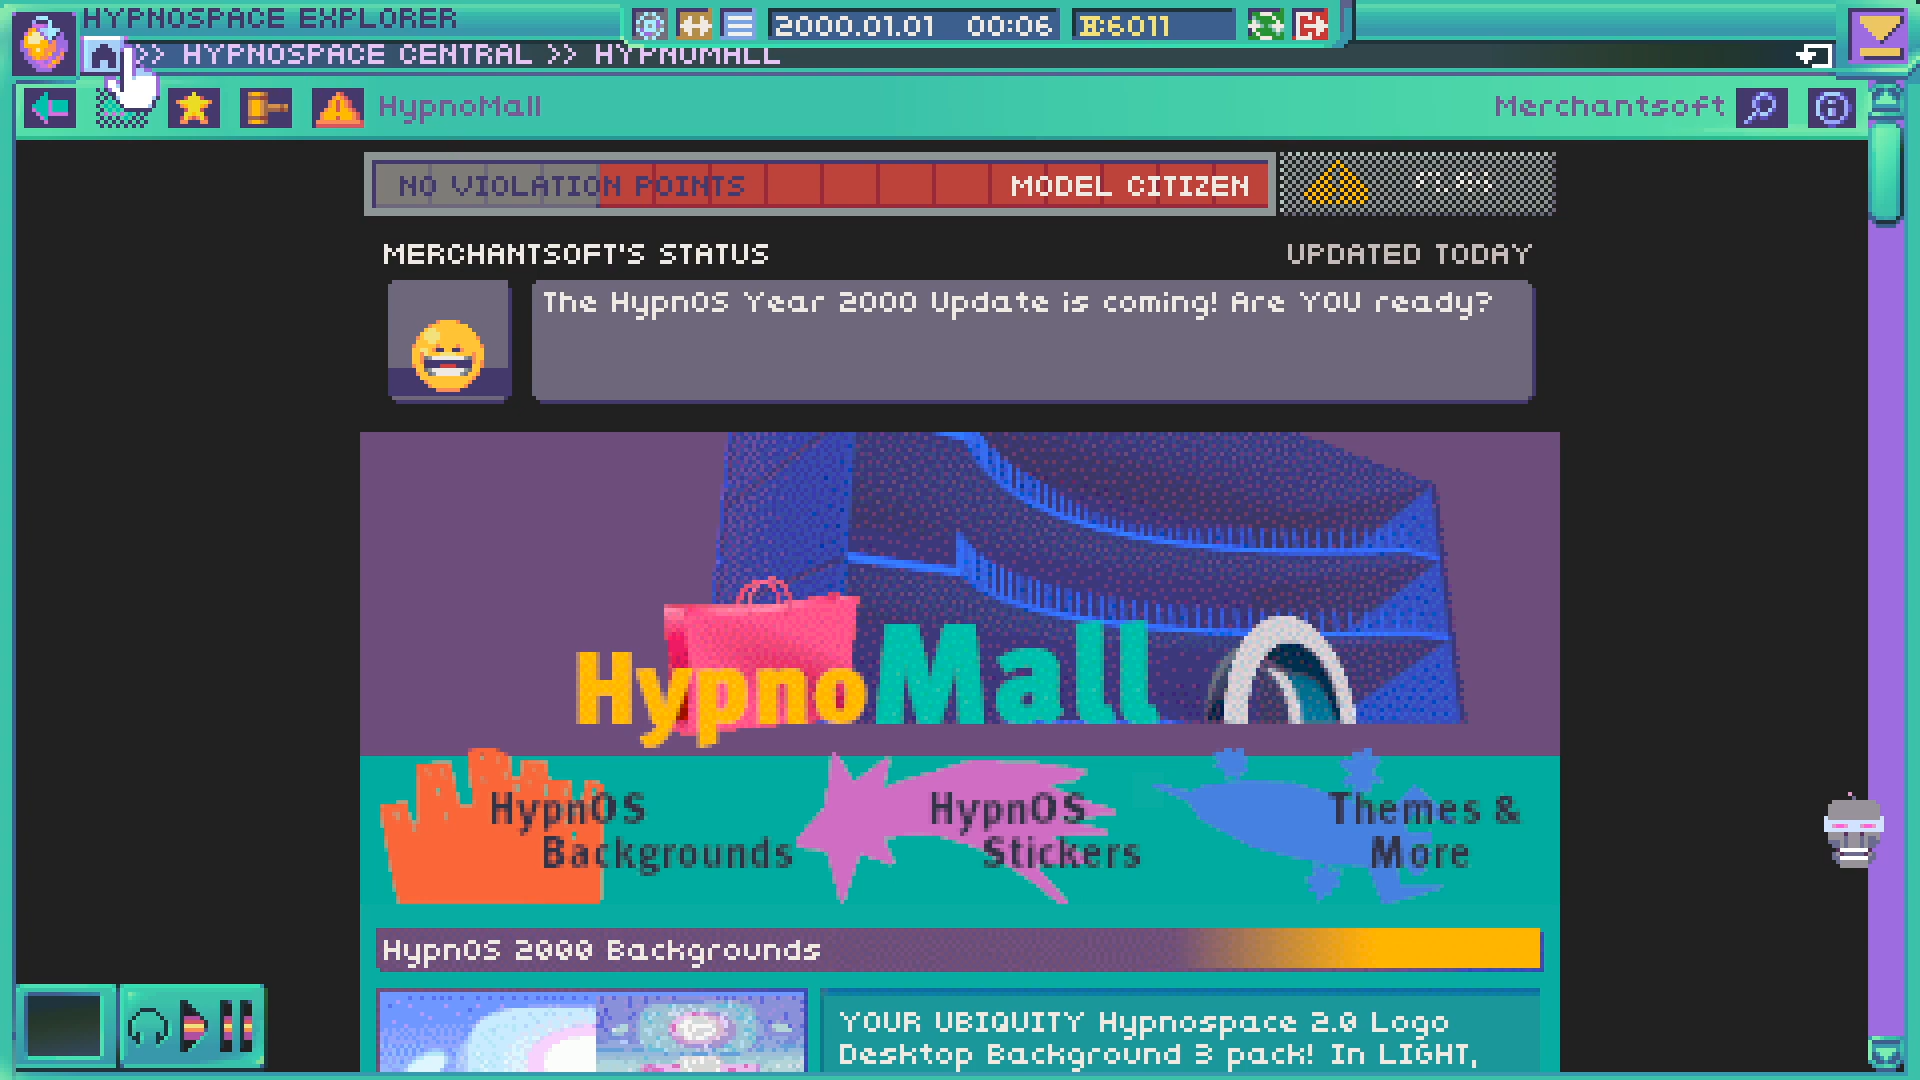 HYPNOSPACE EXPLORER
2000.01.01 00:06
6011
>> HYPNOSPACE CENTRAL >> HYPNOMALL
HypnoMall
Merchantsoft
NO VIOLATION POINTS
MODEL CITIZEN
MERCHANTSOFT'S STATUS
UPDATED TODAY
The HypnOS Year 2000 Update is coming! Are YOU ready?
HypnoMall
HypnOS
Backgrounds
HypnOS
Stickers
Themes &
More
HypnOS 2000 Backgrounds
YOUR UBIQUITY Hypnospace 2.0 Logo
Desktop Background 3 pack! In LIGHT,